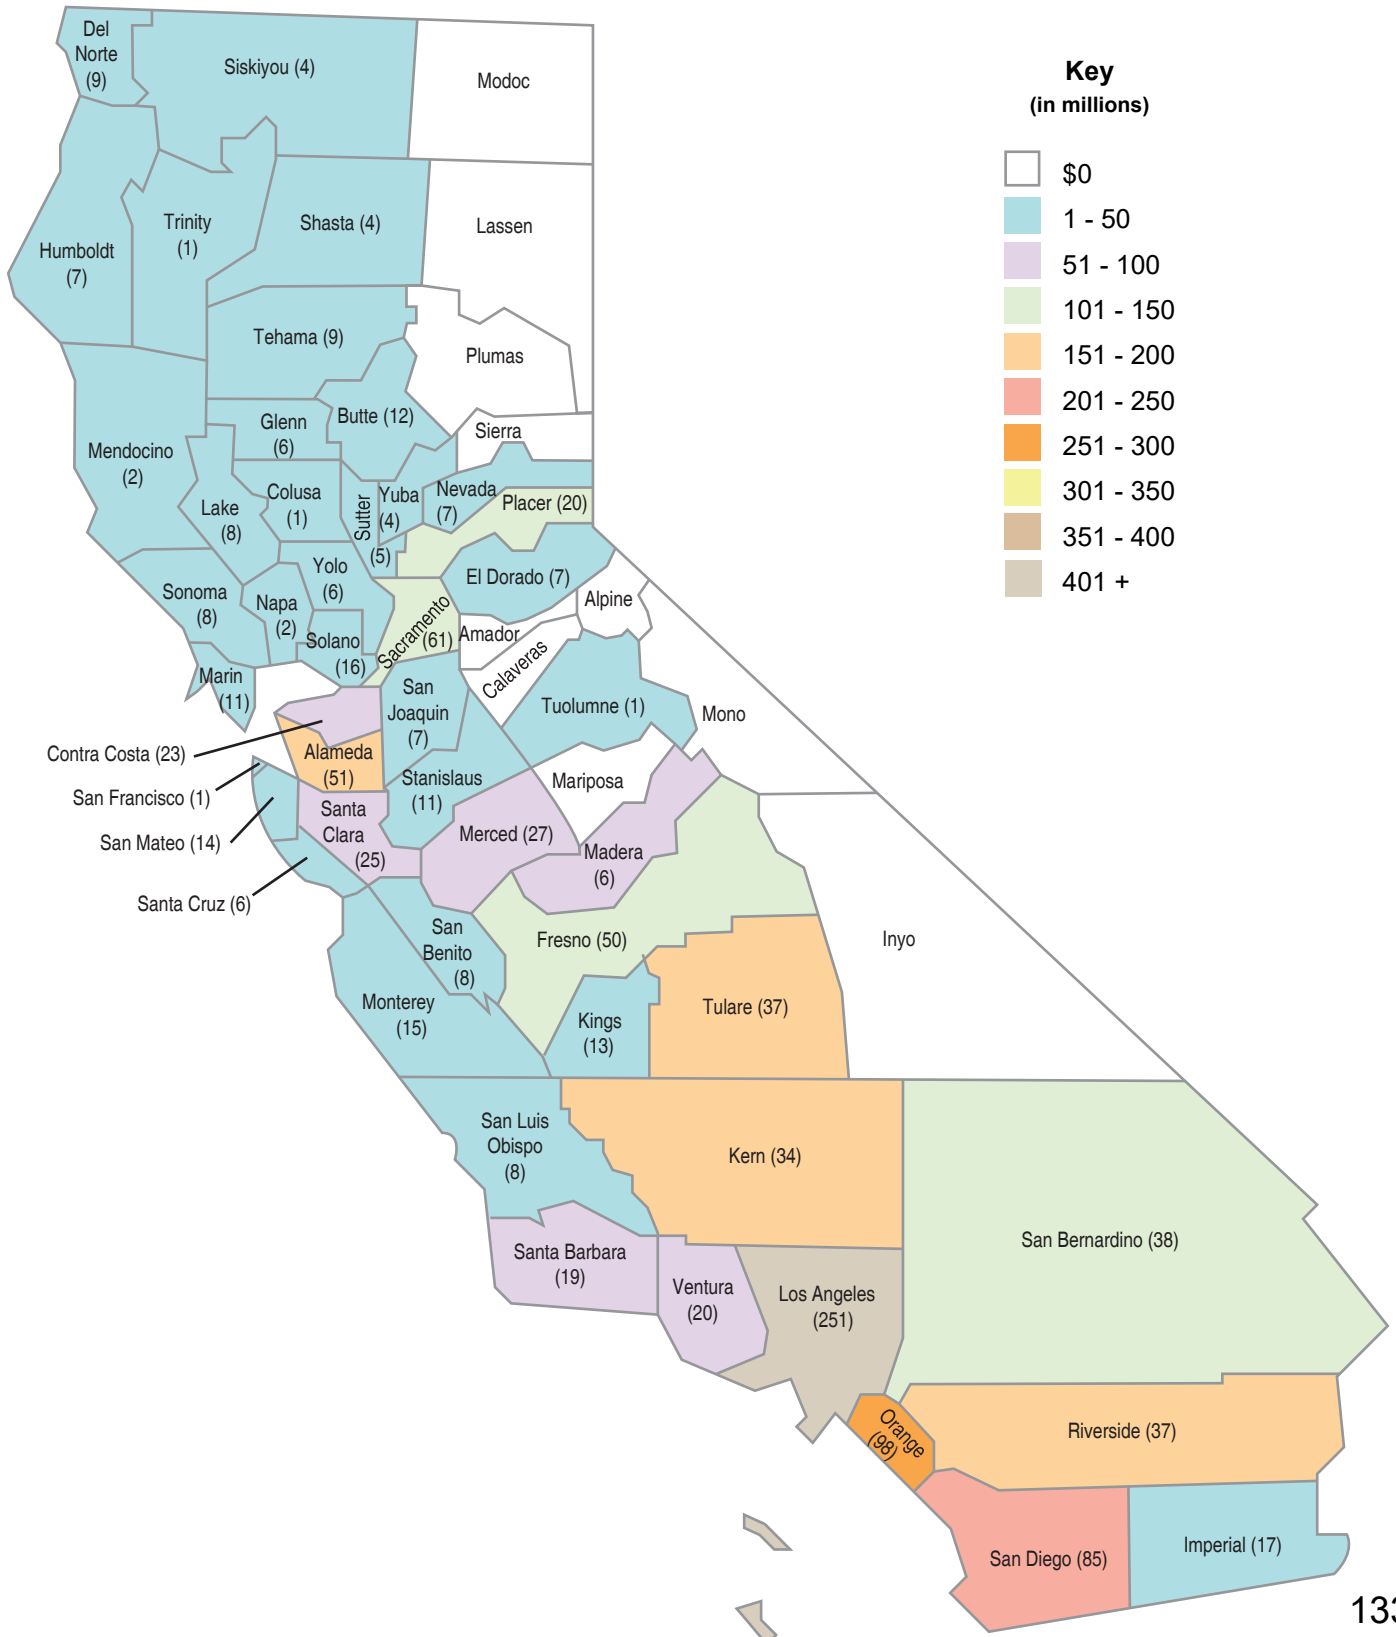 Del
Norte
(9)
Siskiyou (4)
Modoc
Key
(in millions)
$0
1 - 50
51 - 100
101 - 150
151 - 200
201 - 250
251 - 300
301 - 350
351 - 400
401 +
Humboldt
(7)
Trinity
(1)
Shasta (4)
Lassen
Tehama (9)
Plumas
Mendocino
(2)
Glenn
(6)
Butte (12)
Sierra
Lake
(8)
Colusa
(1)
Sutter
(5)
Yuba
(4)
Nevada
(7)
Placer (20)
Sonoma
(8)
Napa
(2)
Yolo
(6)
Solano
(16)
Sacramento
(61)
El Dorado (7)
Amador
Alpine
Calaveras
Marin
(11)
San
Joaquin
(7)
Tuolumne (1)
Mono
Contra Costa (23)
Alameda
(51)
San Francisco (1)
San Mateo (14)
Santa Cruz (6)
Santa
Clara
(25)
Stanislaus
(11)
Mariposa
Merced (27)
Madera
(6)
San
Benito
(8)
Fresno (50)
Inyo
Monterey
(15)
Kings
(13)
Tulare (37)
San Luis
Obispo
(8)
Kern (34)
San Bernardino (38)
Santa Barbara
(19)
Ventura
(20)
Los Angeles
(251)
Orange
(98)
Riverside (37)
San Diego (85)
Imperial (17)
133